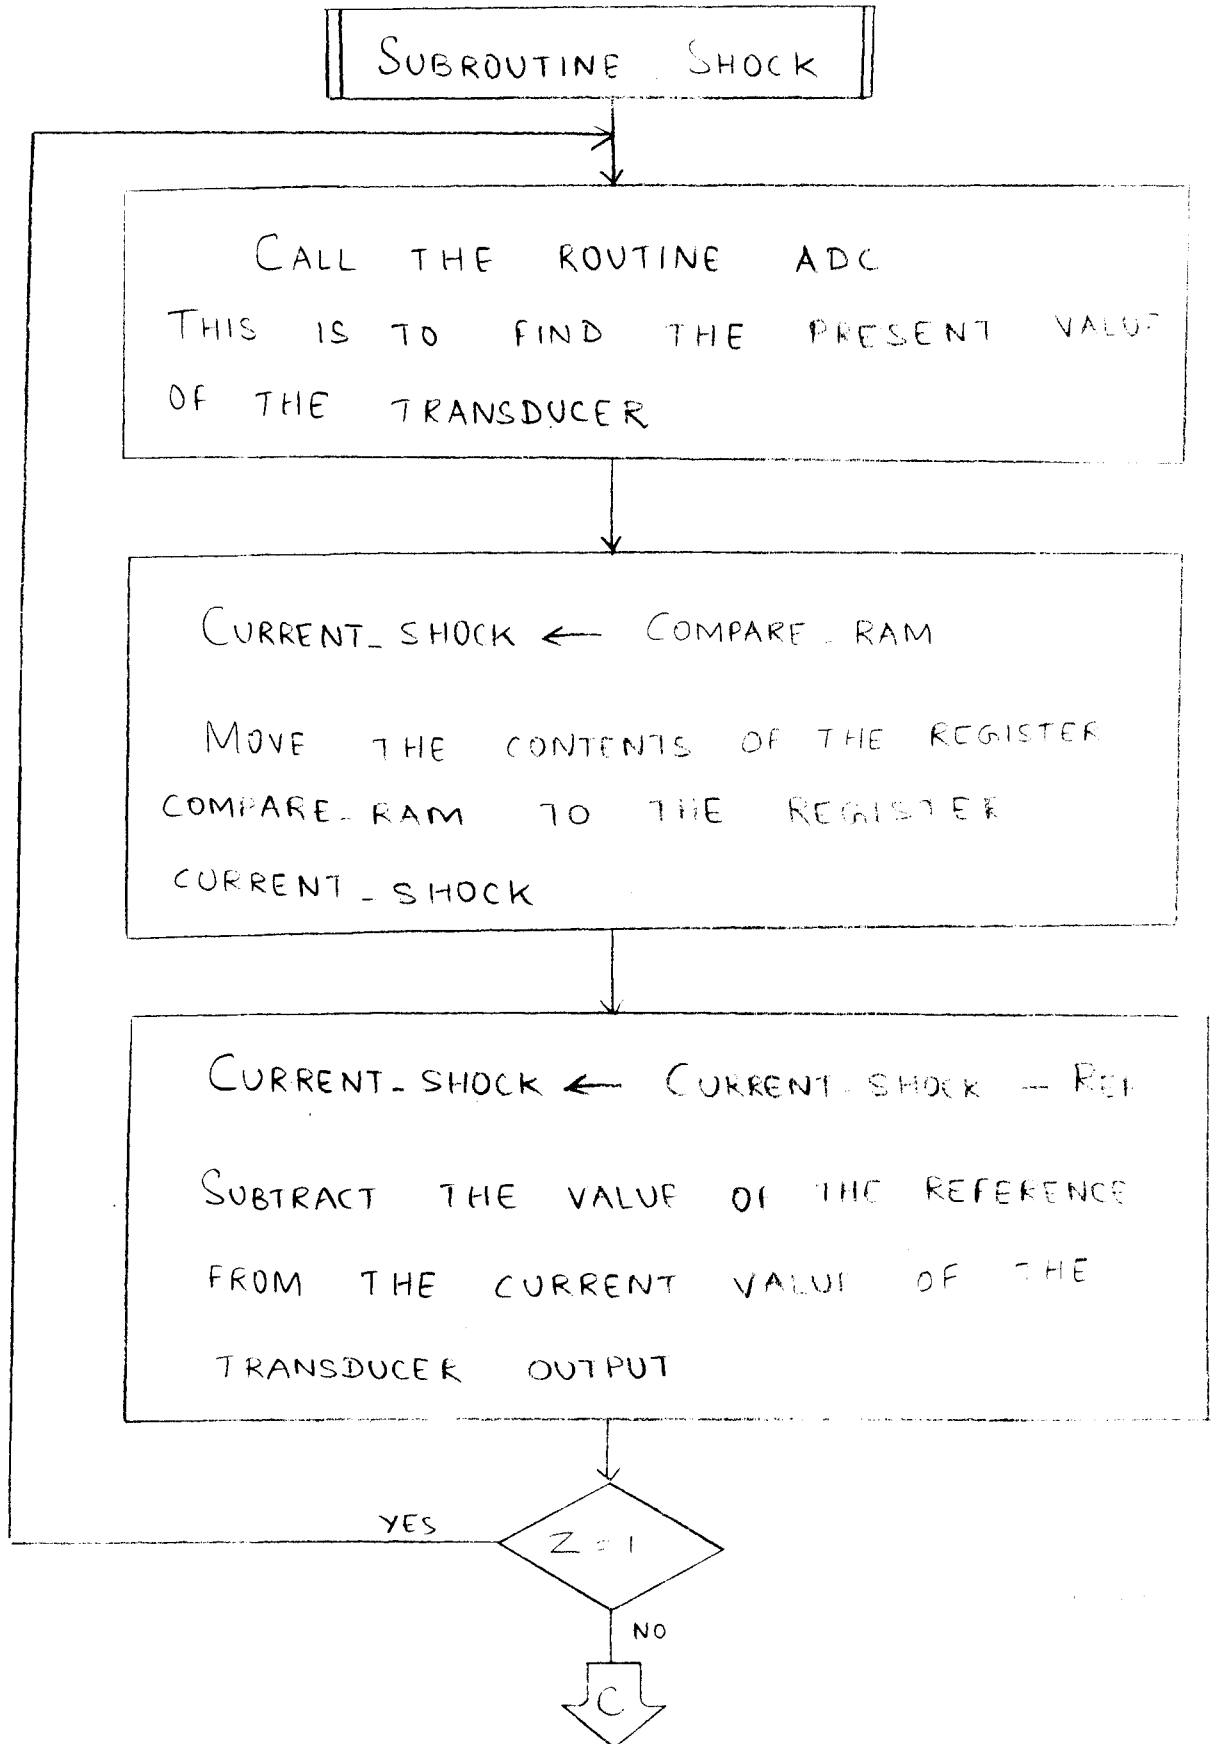 SUBROUTINE SHOCK
CALL THE ROUTINE ADC
THIS IS TO FIND THE PRESENT VALUE
OF THE TRANSDUCER
CURRENT_SHOCK ← COMPARE_RAM
MOVE THE CONTENTS OF THE REGISTER
COMPARE_RAM TO THE REGISTER
CURRENT_SHOCK
CURRENT_SHOCK ← CURRENT_SHOCK – REF
SUBTRACT THE VALUE OF THE REFERENCE
FROM THE CURRENT VALUE OF THE
TRANSDUCER OUTPUT
YES
Z = 1
NO
C